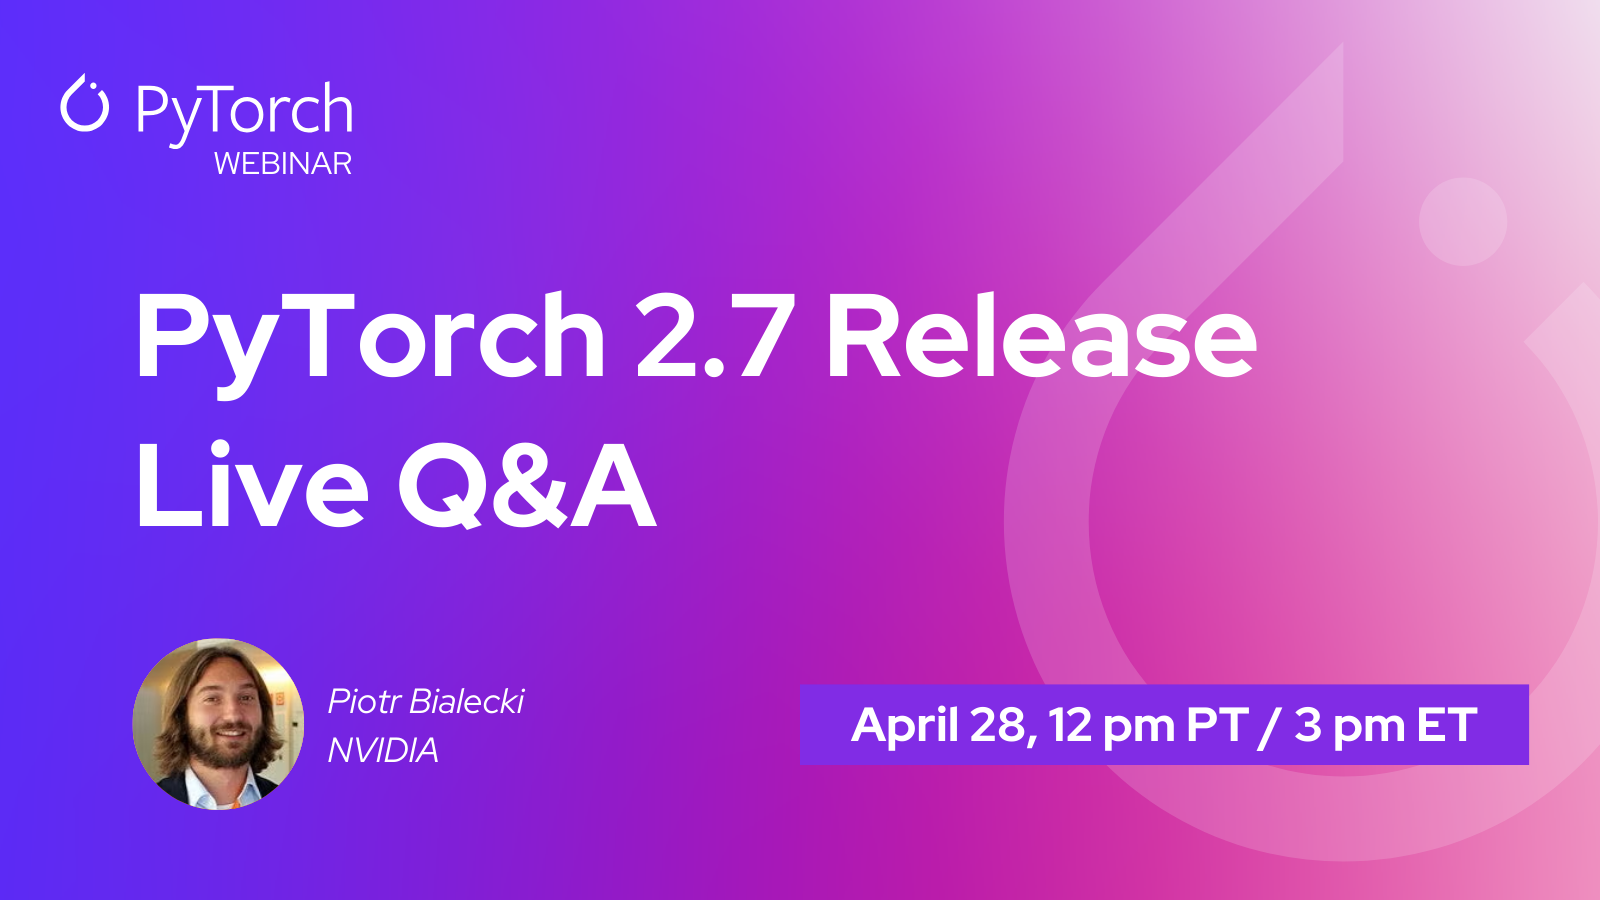 PyTorch
WEBINAR
PyTorch 2.7 Release
Live Q&A
Piotr Bialecki
NVIDIA
April 28, 12 pm PT / 3 pm ET